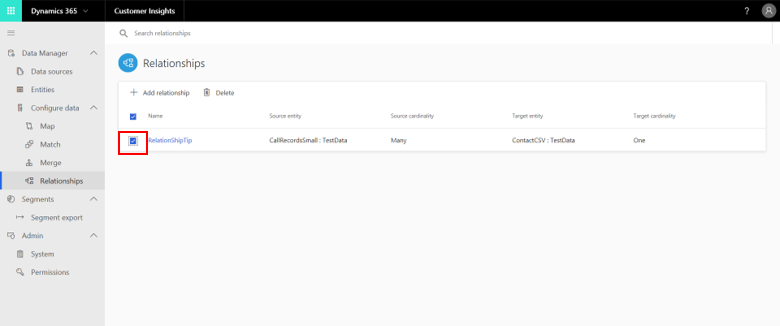 Dynamics 365 Customer Insights ?
Search relationships
Data Manager
Data sources
Entities
Configure data
Map
Match
Merge
Relationships
Segments
Segment export
Admin
System
Permissions
Relationships
Add relationship Delete
Name Source entity Source cardinality Target entity Target cardinality
RelationShipTip CallRecordsSmall : TestData Many ContactCSV : TestData One